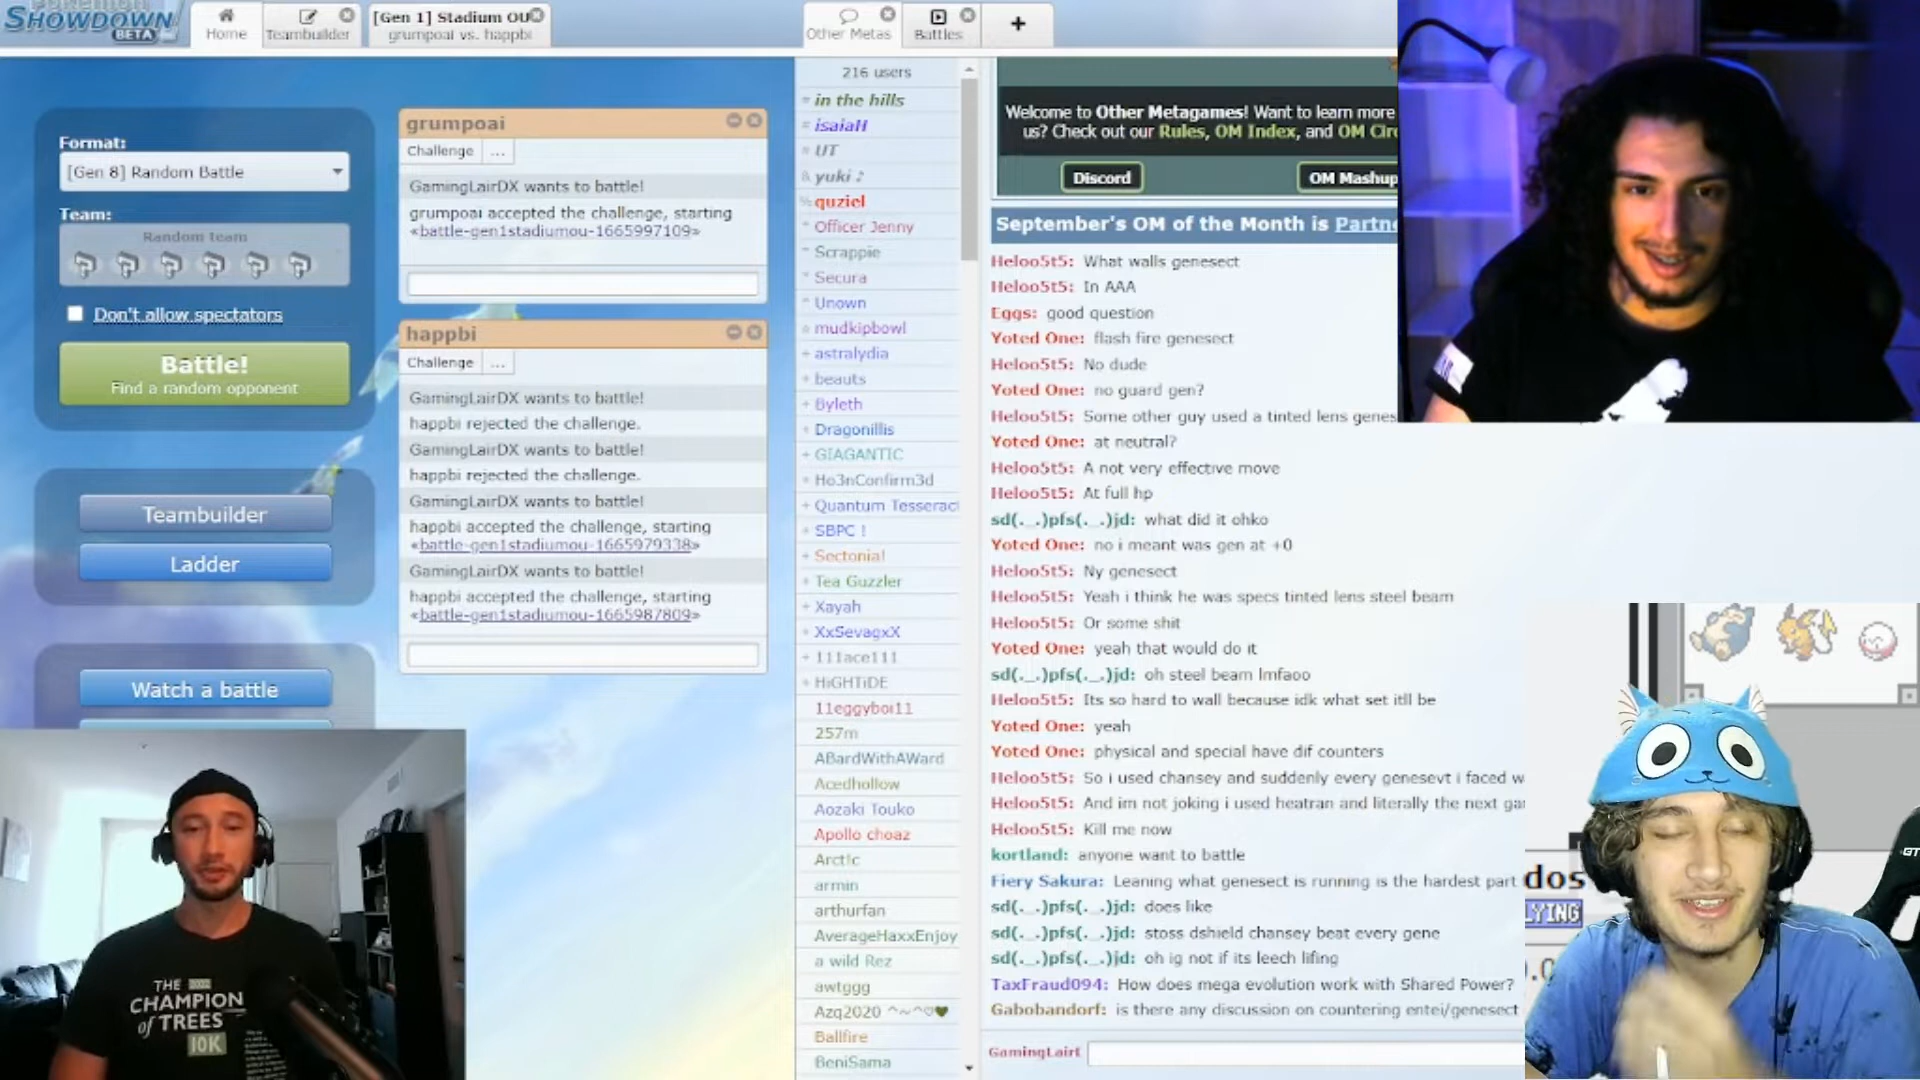 POKÉMON
SHOWDOWN
BETA
Home
Teambuilder
[Gen 1] Stadium OU
grumpoai vs. happbi
Other Metas
Battles
+
Format:
[Gen 8] Random Battle
Team:
Random team
Don't allow spectators
Battle!
Find a random opponent
Teambuilder
Ladder
Watch a battle
grumpoai
Challenge
...
GamingLairDX wants to battle!
grumpoai accepted the challenge, starting
«battle-gen1stadiumou-1665997109»
happbi
Challenge
...
GamingLairDX wants to battle!
happbi rejected the challenge.
GamingLairDX wants to battle!
happbi rejected the challenge.
GamingLairDX wants to battle!
happbi accepted the challenge, starting
«battle-gen1stadiumou-1665979338»
GamingLairDX wants to battle!
happbi accepted the challenge, starting
«battle-gen1stadiumou-1665987809»
216 users
# in the hills
# isaiaH
# UT
& yuki ♪
% quziel
* Officer Jenny
* Scrappie
* Secura
* Unown
mudkipbowl
+ astralydia
+ beauts
+ Byleth
+ Dragonillis
+ GIAGANTIC
+ Ho3nConfirm3d
+ Quantum Tesseract
+ SBPC !
+ Sectonia!
+ Tea Guzzler
+ Xayah
+ XxSevagxX
+ 111ace111
+ HiGHTiDE
11eggyboi11
257m
ABardWithAWard
Acedhollow
Aozaki Touko
Apollo choaz
Arct!c
armin
arthurfan
AverageHaxxEnjoy
a wild Rez
awtggg
Azq2020 ^~^♡♥
Ballfire
BeniSama
Welcome to Other Metagames! Want to learn more
us? Check out our Rules, OM Index, and OM Circ
Discord
OM Mashup
September's OM of the Month is Partne
Heloo5t5: What walls genesect
Heloo5t5: In AAA
Eggs: good question
Yoted One: flash fire genesect
Heloo5t5: No dude
Yoted One: no guard gen?
Heloo5t5: Some other guy used a tinted lens genes
Yoted One: at neutral?
Heloo5t5: A not very effective move
Heloo5t5: At full hp
sd(._.)pfs(._.)jd: what did it ohko
Yoted One: no i meant was gen at +0
Heloo5t5: Ny genesect
Heloo5t5: Yeah i think he was specs tinted lens steel beam
Heloo5t5: Or some shit
Yoted One: yeah that would do it
sd(._.)pfs(._.)jd: oh steel beam lmfaoo
Heloo5t5: Its so hard to wall because idk what set itll be
Yoted One: yeah
Yoted One: physical and special have dif counters
Heloo5t5: So i used chansey and suddenly every genesevt i faced w
Heloo5t5: And im not joking i used heatran and literally the next gar
Heloo5t5: Kill me now
kortland: anyone want to battle
Fiery Sakura: Leaning what genesect is running is the hardest part
sd(._.)pfs(._.)jd: does like
sd(._.)pfs(._.)jd: stoss dshield chansey beat every gene
sd(._.)pfs(._.)jd: oh ig not if its leech lifing
TaxFraud094: How does mega evolution work with Shared Power?
Gabobandorf: is there any discussion on countering entei/genesect
GamingLairD
THE
CHAMPION
of TREES
10K
dos
LYING
GT